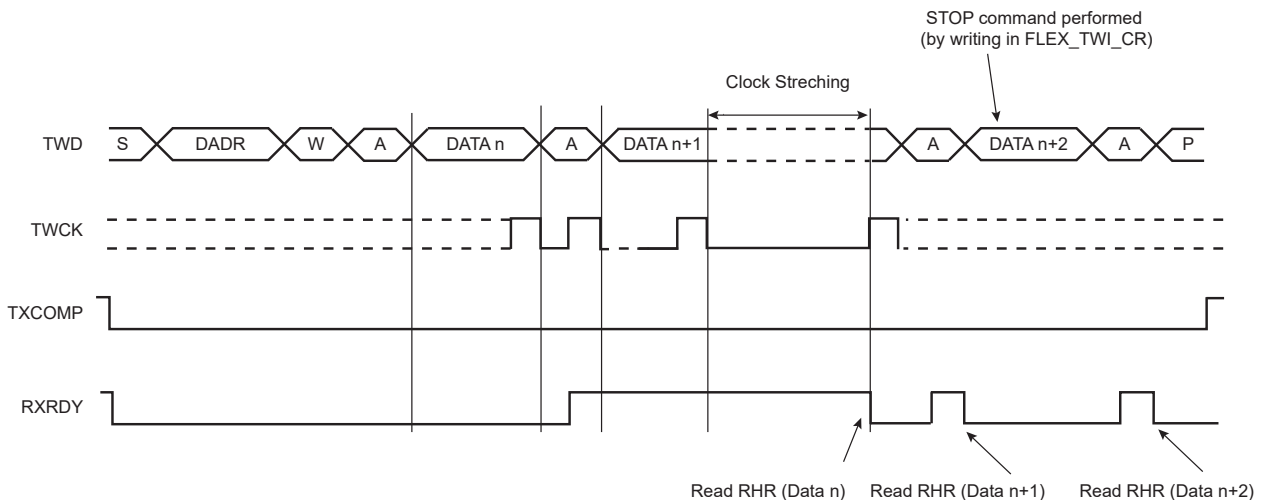 STOP command performed
(by writing in FLEX_TWI_CR)
Clock Streching
TWD S DADR W A DATA n A DATA n+1 A DATA n+2 A P
TWCK
TXCOMP
RXRDY
Read RHR (Data n) Read RHR (Data n+1) Read RHR (Data n+2)